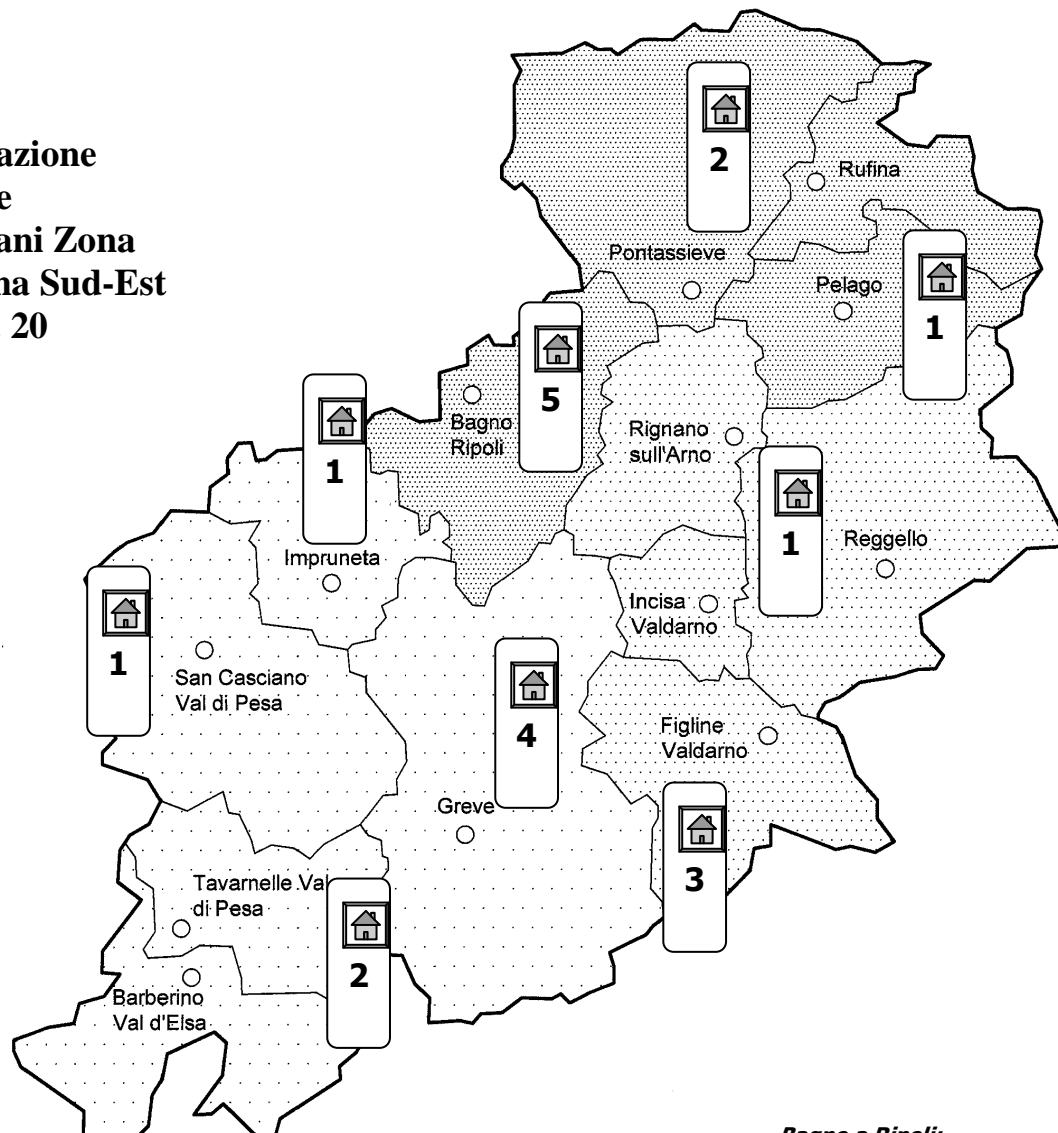 azione
e
ani Zona
na Sud-Est
20
2
Rufina
Pontassieve
Pelago
1
5
Bagno
Ripoli
Rignano
sull'Arno
1
Impruneta
1
Reggello
Incisa
Valdarno
1
San Casciano
Val di Pesa
4
Figline
Valdarno
Greve
3
Tavarnelle Val
di Pesa
2
Barberino
Val d'Elsa
Bagno a Ripoli: